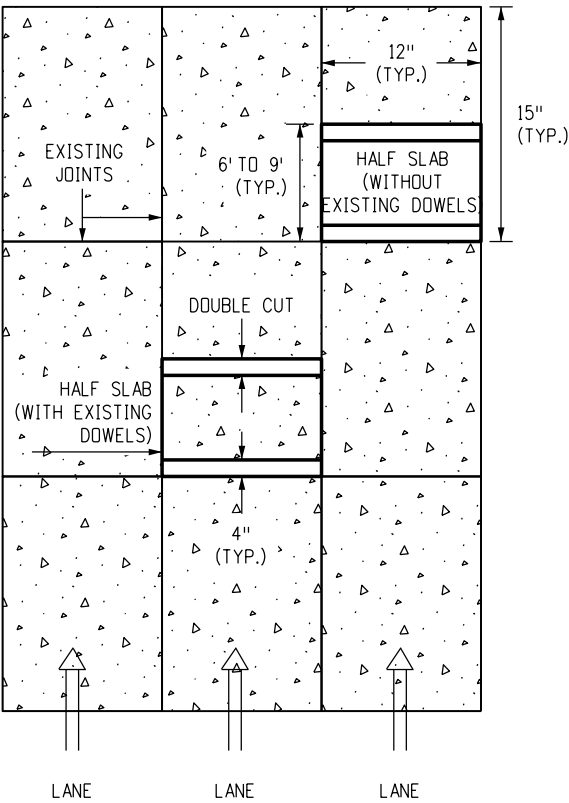 12"
(TYP.)
15"
(TYP.)
EXISTING
JOINTS
6' TO 9'
(TYP.)
HALF SLAB
(WITHOUT
EXISTING DOWELS)
DOUBLE CUT
HALF SLAB
(WITH EXISTING
DOWELS)
4"
(TYP.)
LANE
LANE
LANE